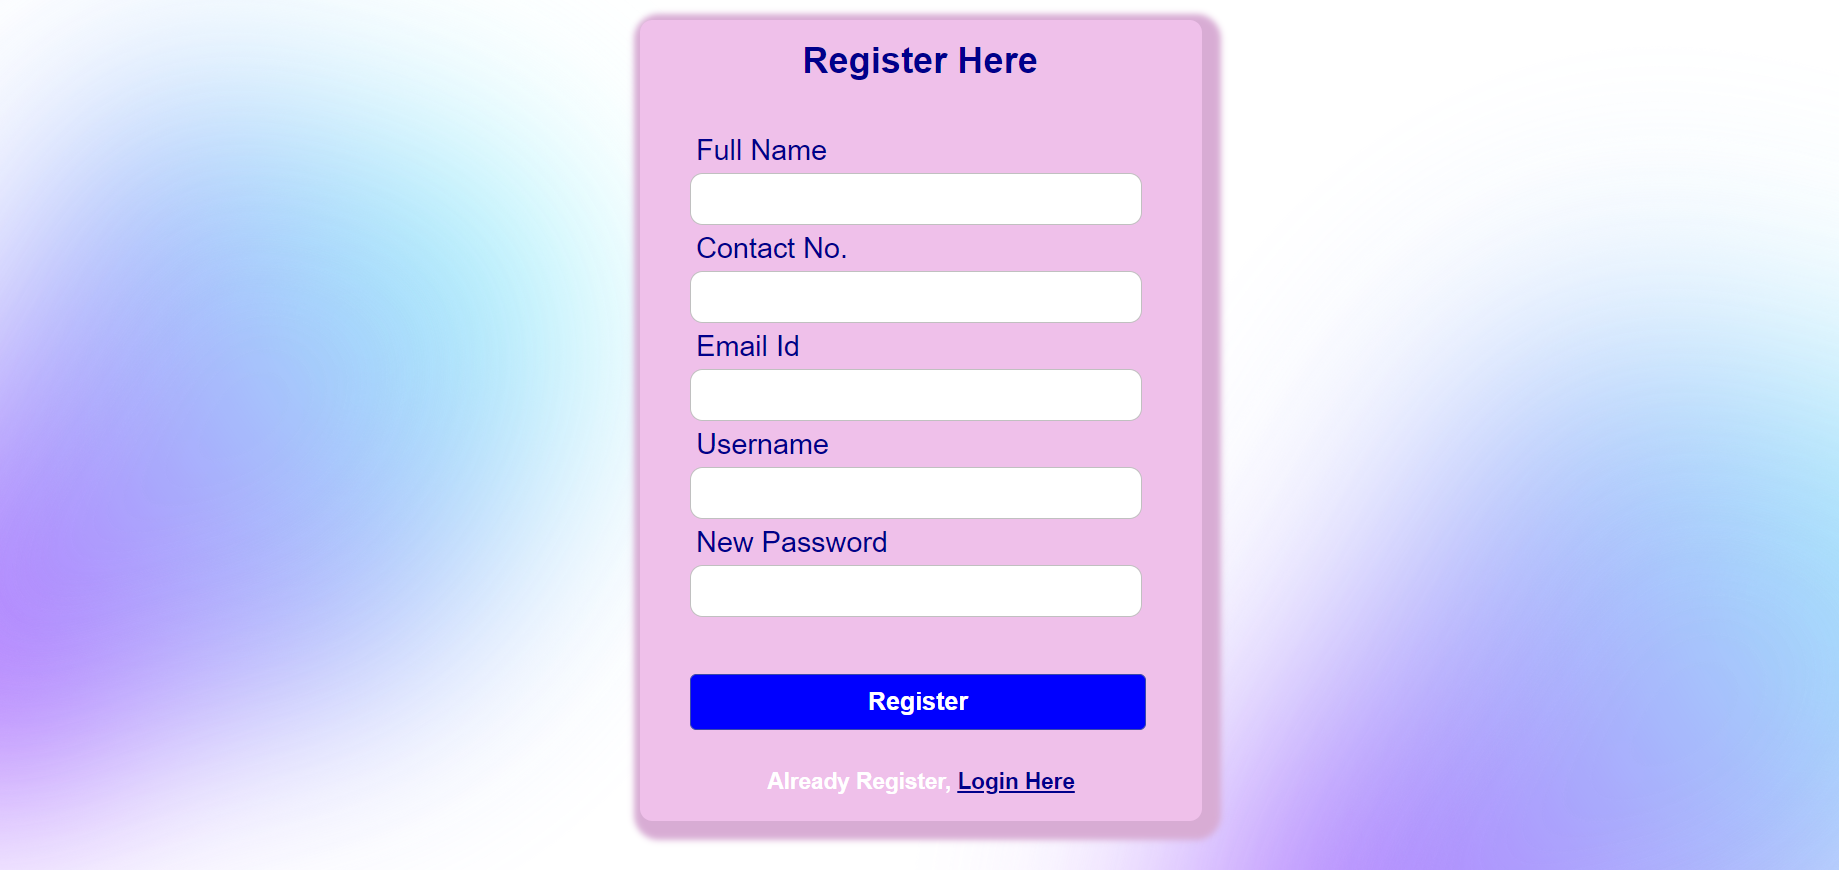 Register Here
Full Name
Contact No.
Email Id
Username
New Password
Register
Already Register, Login Here